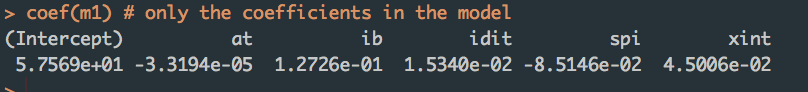 > coef(m1) # only the coefficients in the model
(Intercept) at ib idit spi xint
5.7569e+01 -3.3194e-05 1.2726e-01 1.5340e-02 -8.5146e-02 4.5006e-02
>